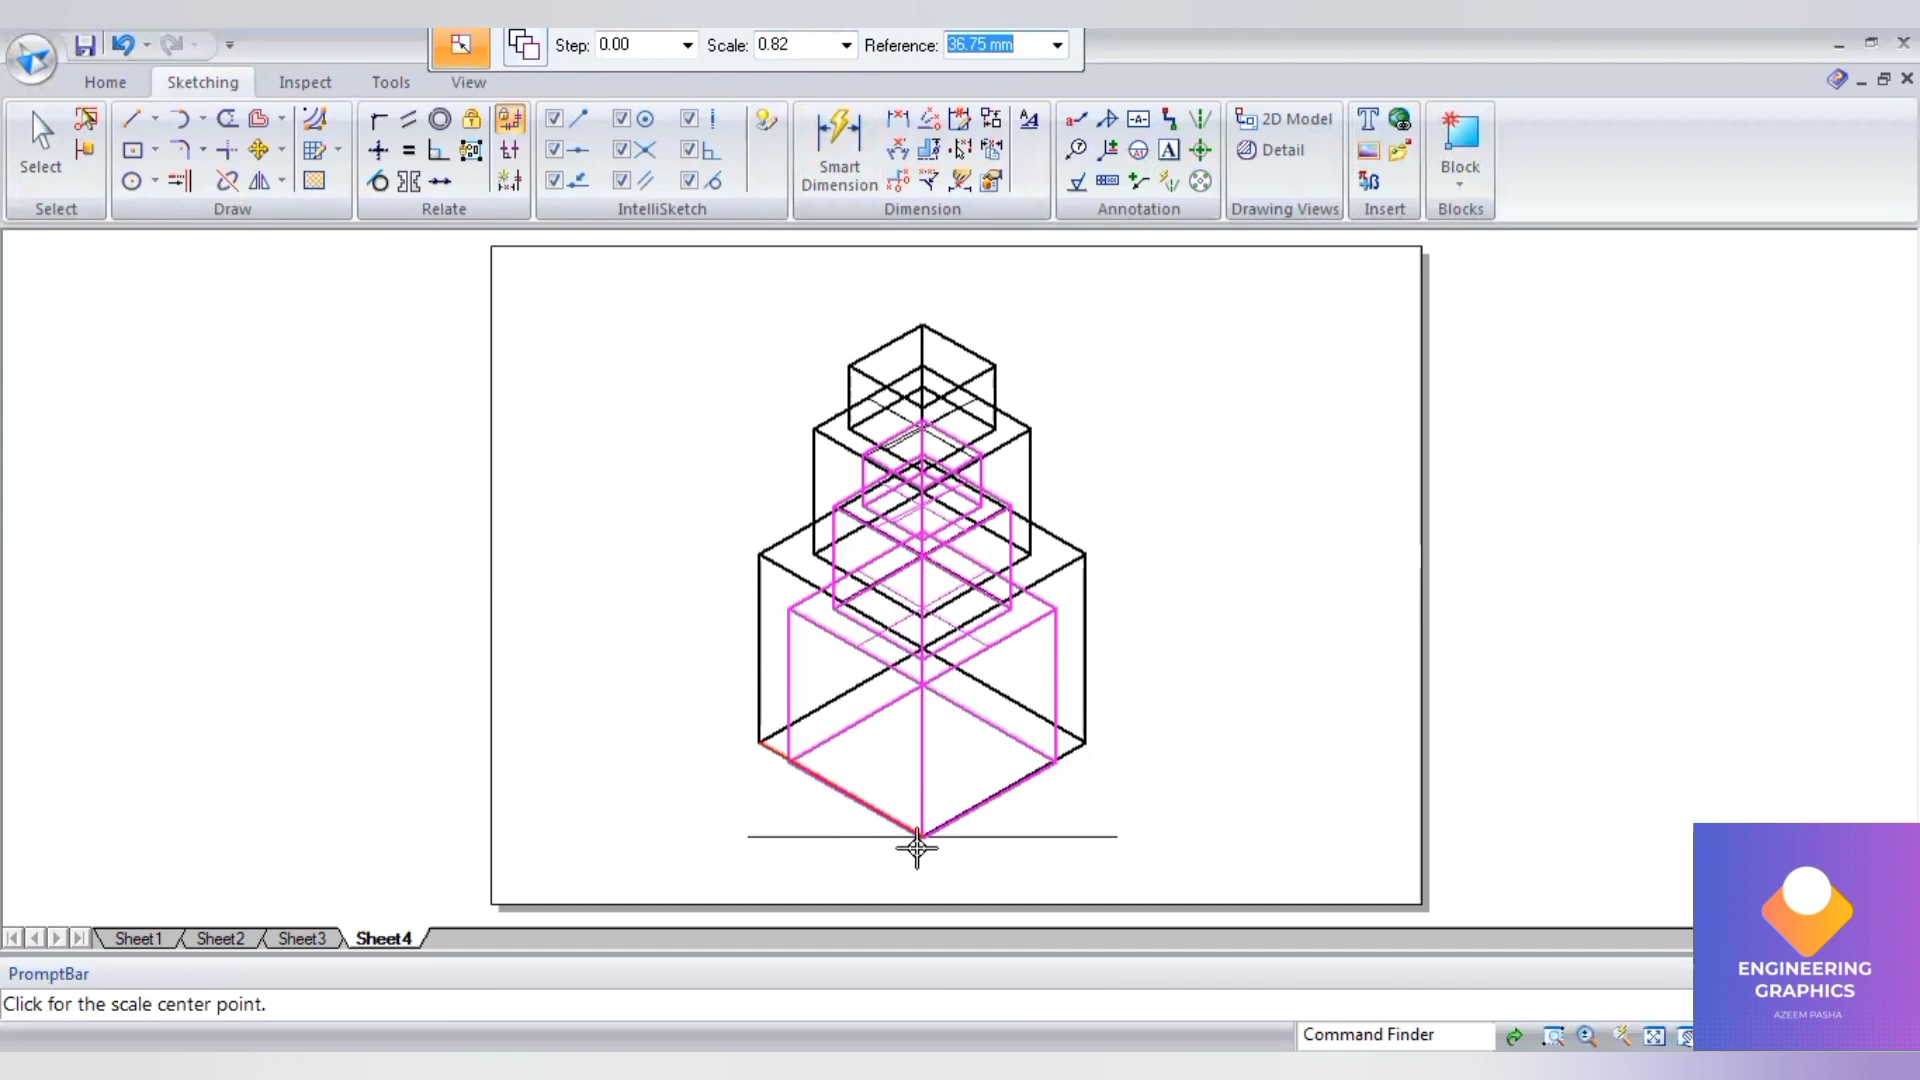 Step: 0.00 Scale: 0.82 Reference: 36.75 mm
Home Sketching Inspect Tools View
Select
Smart Dimension
2D Model
Detail
Block
Select Draw Relate IntelliSketch Dimension Annotation Drawing Views Insert Blocks
Sheet1 Sheet2 Sheet3 Sheet4
PromptBar
Click for the scale center point.
Command Finder
ENGINEERING
GRAPHICS
AZEEM PASHA